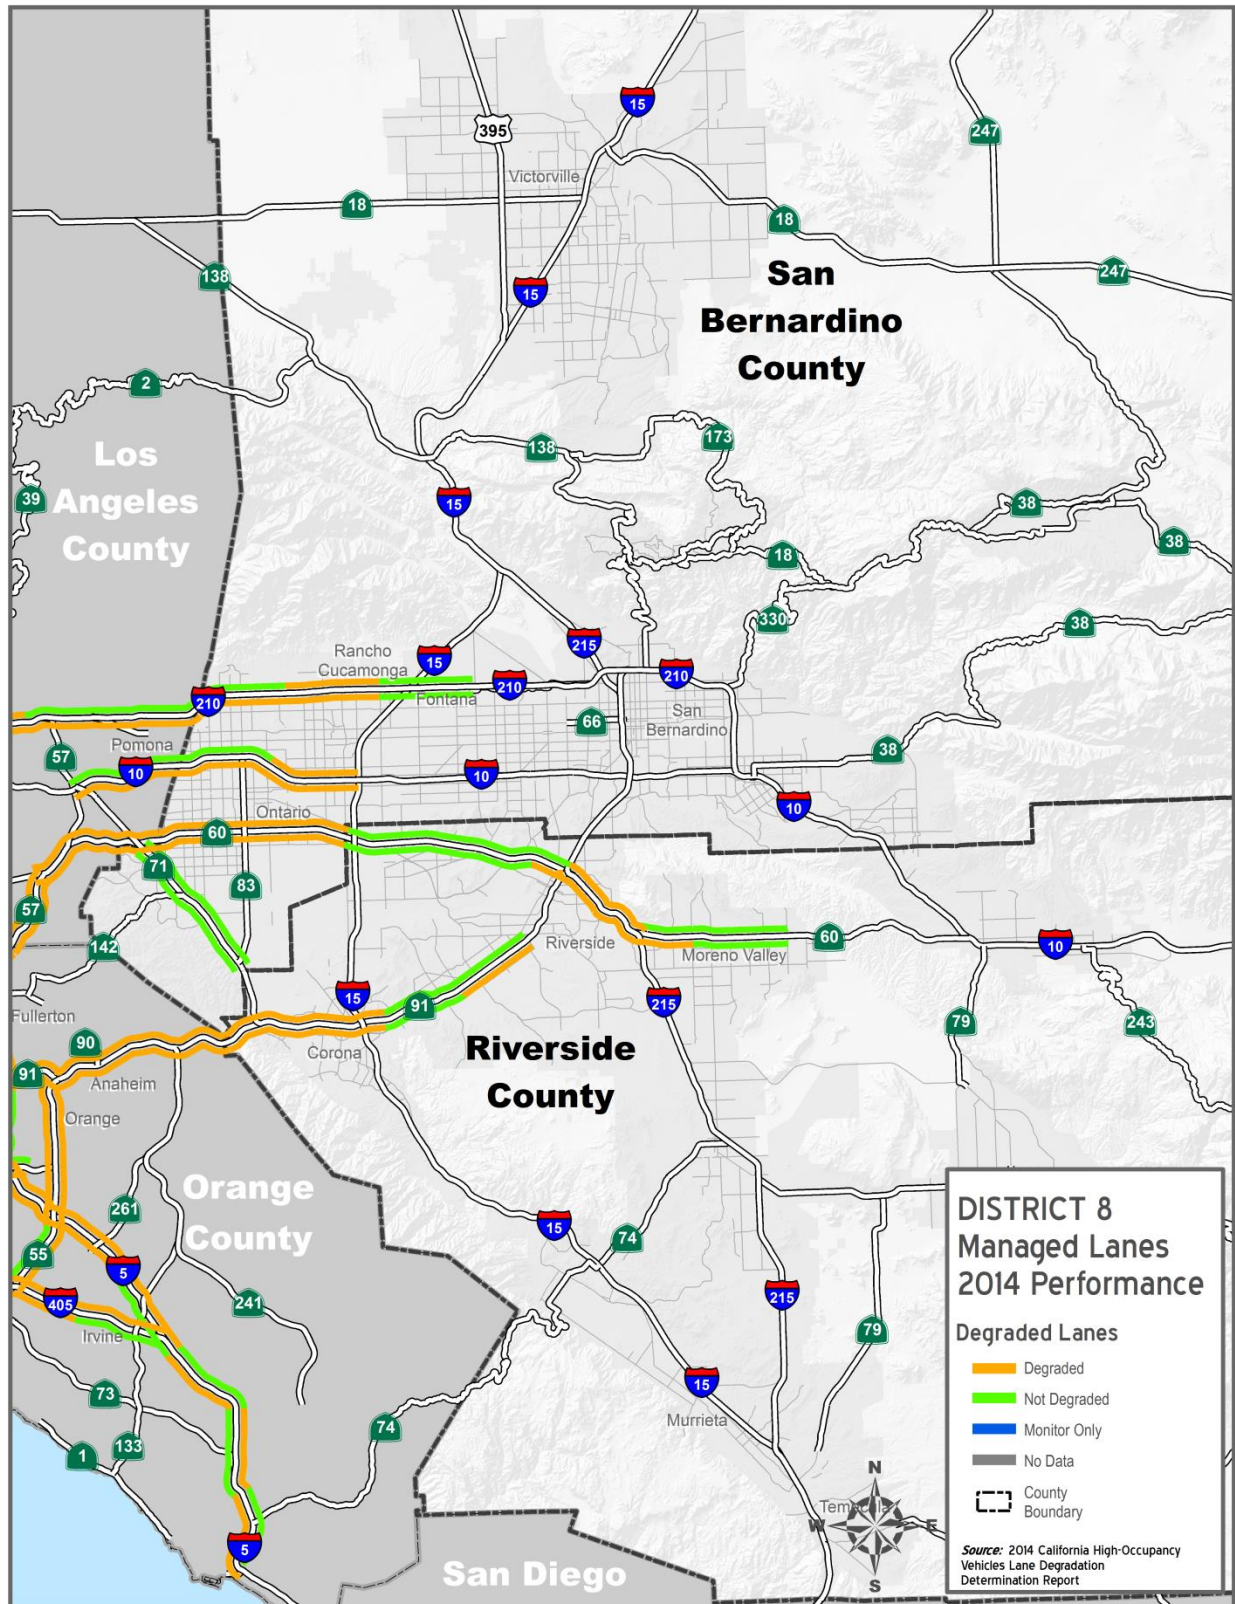 15
395
247
Victorville
18
18
138
San
Bernardino
County
247
15
2
Los
Angeles
County
138
173
39
15
38
38
18
330
38
215
Rancho
Cucamonga
15
210
210
210
Fontana
66
San
Bernardino
57
Pomona
10
10
38
10
Ontario
60
71
83
57
142
Riverside
60
10
Moreno Valley
15
91
215
79
243
Fullerton
90
Corona
Riverside
County
91
Anaheim
Orange
Orange
County
261
55
5
15
74
405
241
215
79
Irvine
73
15
Murrieta
1
133
74
5
San Diego
N
W
E
S
DISTRICT 8
Managed Lanes
2014 Performance
Degraded Lanes
Degraded
Not Degraded
Monitor Only
No Data
County
Boundary
Source: 2014 California High-Occupancy
Vehicles Lane Degradation
Determination Report